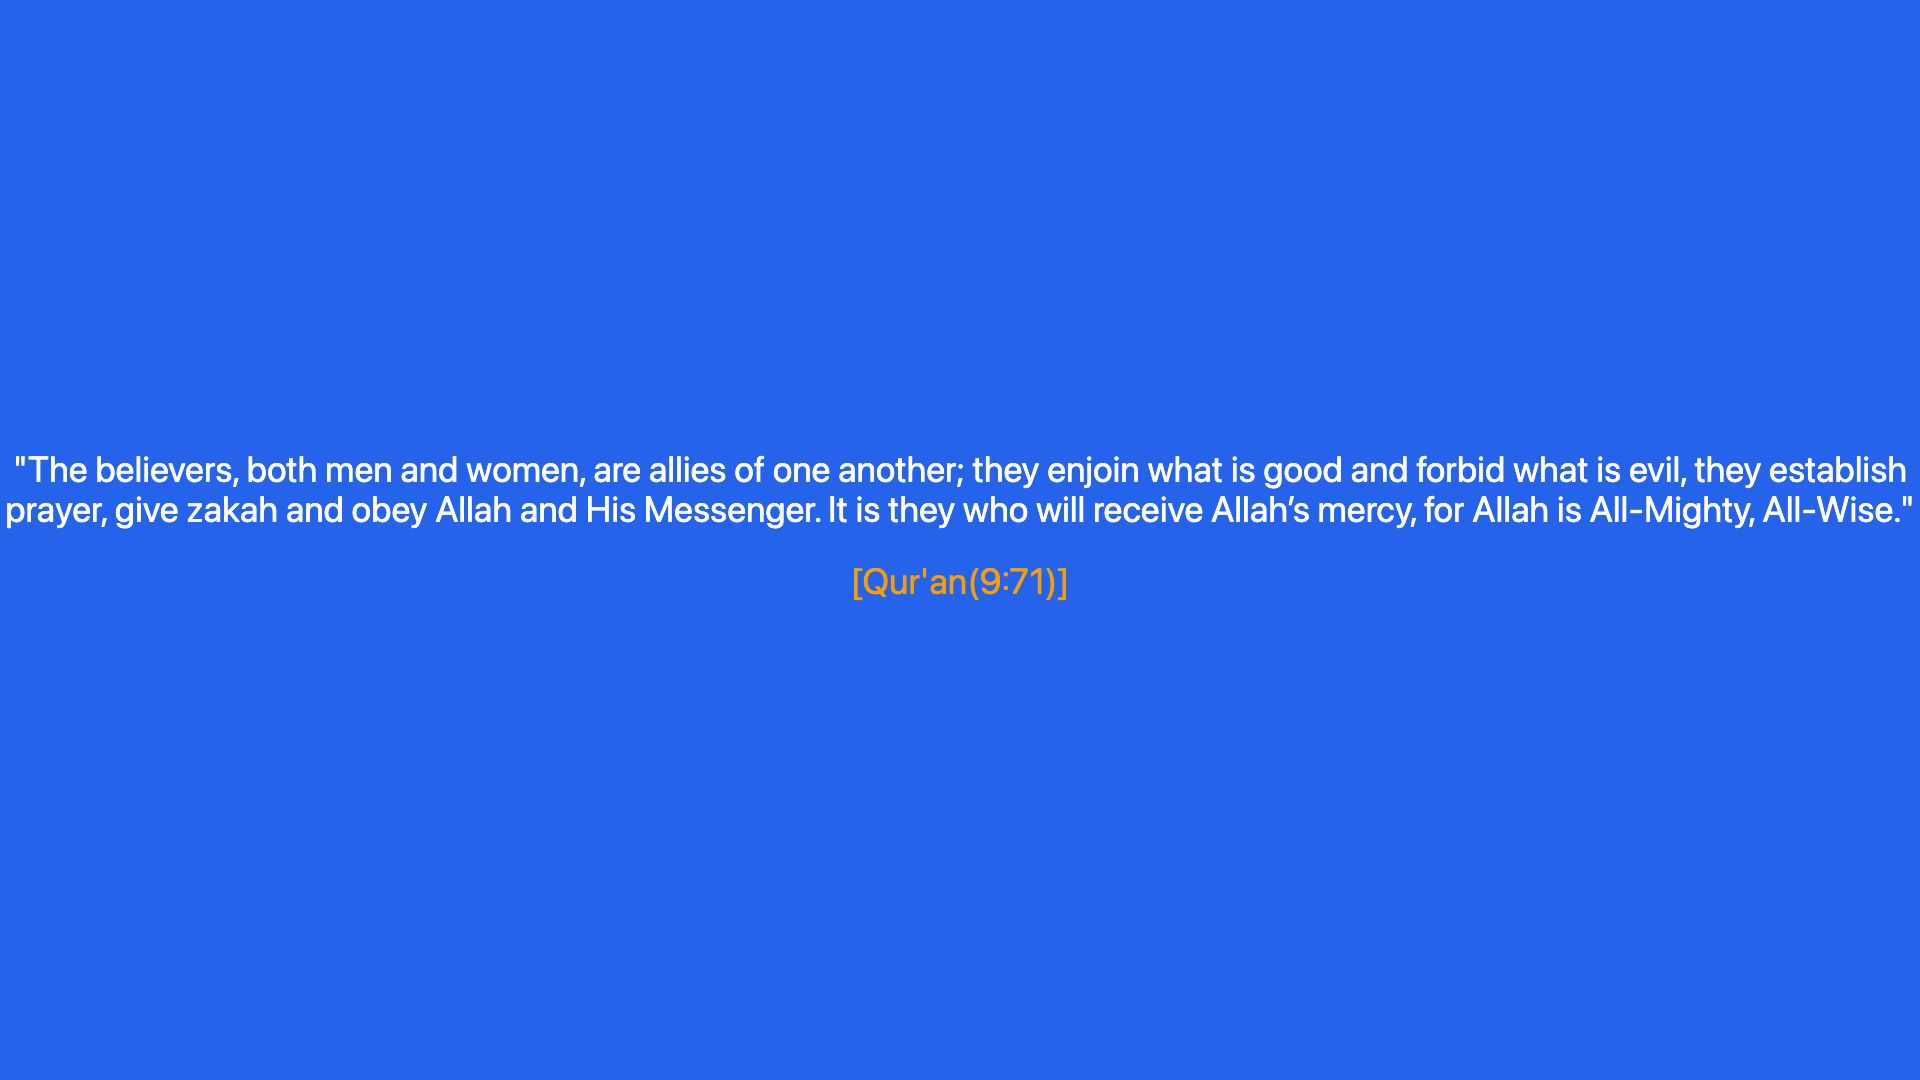 "The believers, both men and women, are allies of one another; they enjoin what is good and forbid what is evil, they establish
prayer, give zakah and obey Allah and His Messenger. It is they who will receive Allah’s mercy, for Allah is All-Mighty, All-Wise."
[Qur'an(9:71)]